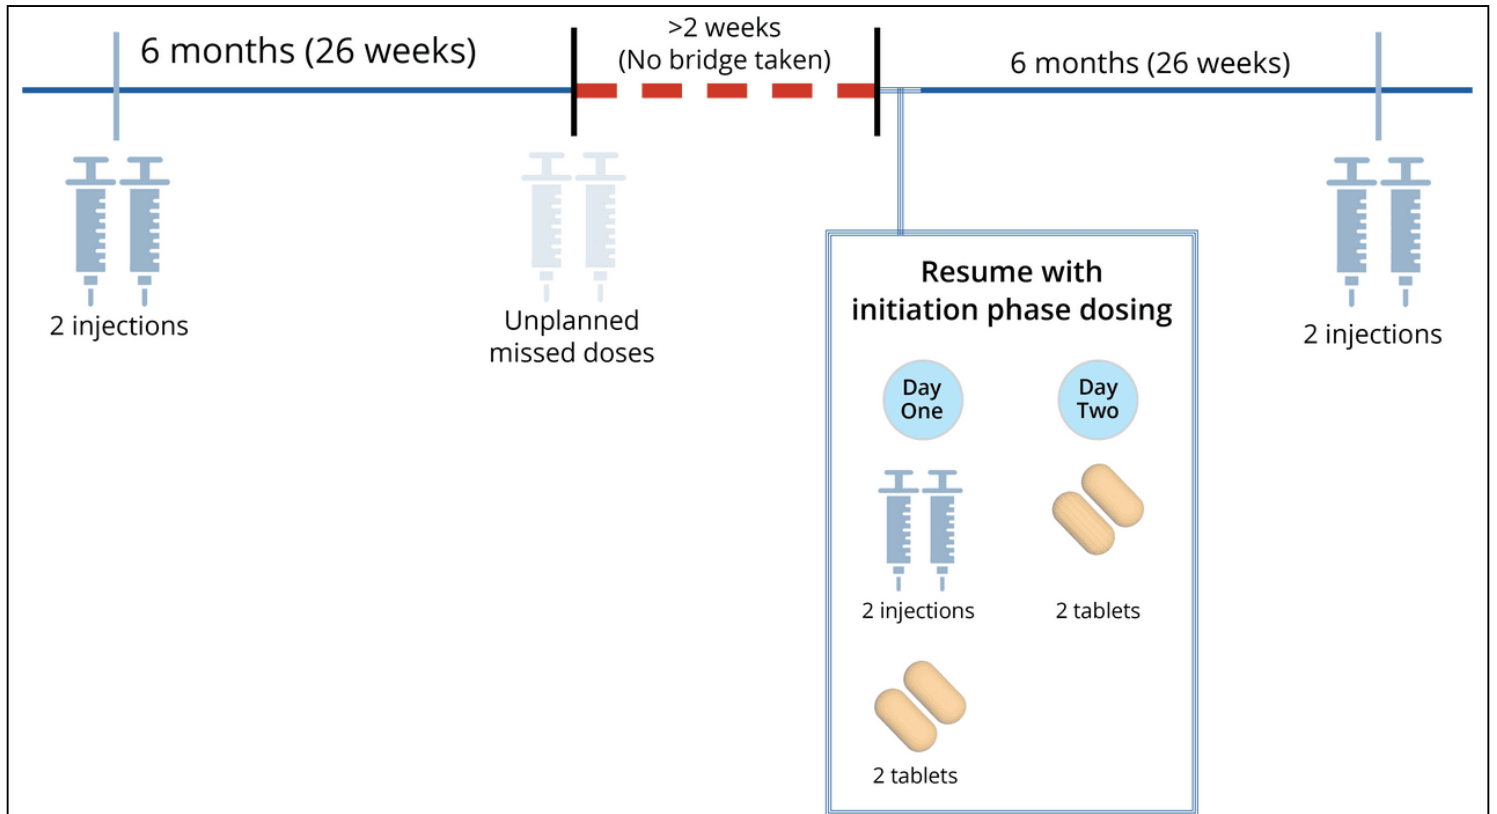 6 months (26 weeks)
>2 weeks
(No bridge taken)
6 months (26 weeks)
2 injections
Unplanned
missed doses
Resume with
initiation phase dosing
Day
One
Day
Two
2 injections
2 tablets
2 tablets
2 injections